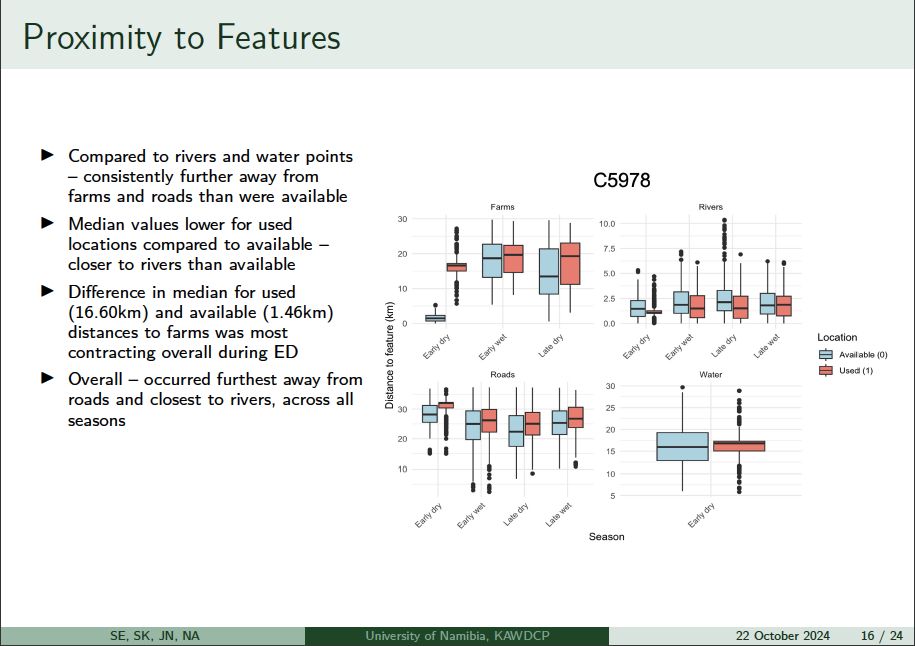 Proximity to Features
▶ Compared to rivers and water points
– consistently further away from
farms and roads than were available
▶ Median values lower for used
locations compared to available –
closer to rivers than available
▶ Difference in median for used
(16.60km) and available (1.46km)
distances to farms was most
contracting overall during ED
▶ Overall – occurred furthest away from
roads and closest to rivers, across all
seasons
C5978
Distance to feature (km)
Farms
30
20
10
0
Early dry
Early wet
Late dry
Rivers
10.0
7.5
5.0
2.5
0.0
Early dry
Early wet
Late dry
Late wet
Roads
30
20
10
Early dry
Early wet
Late dry
Late wet
Water
30
25
20
15
10
5
Early dry
Season
Location
Available (0)
Used (1)
SE, SK, JN, NA
University of Namibia, KAWDCP
22 October 2024
16 / 24